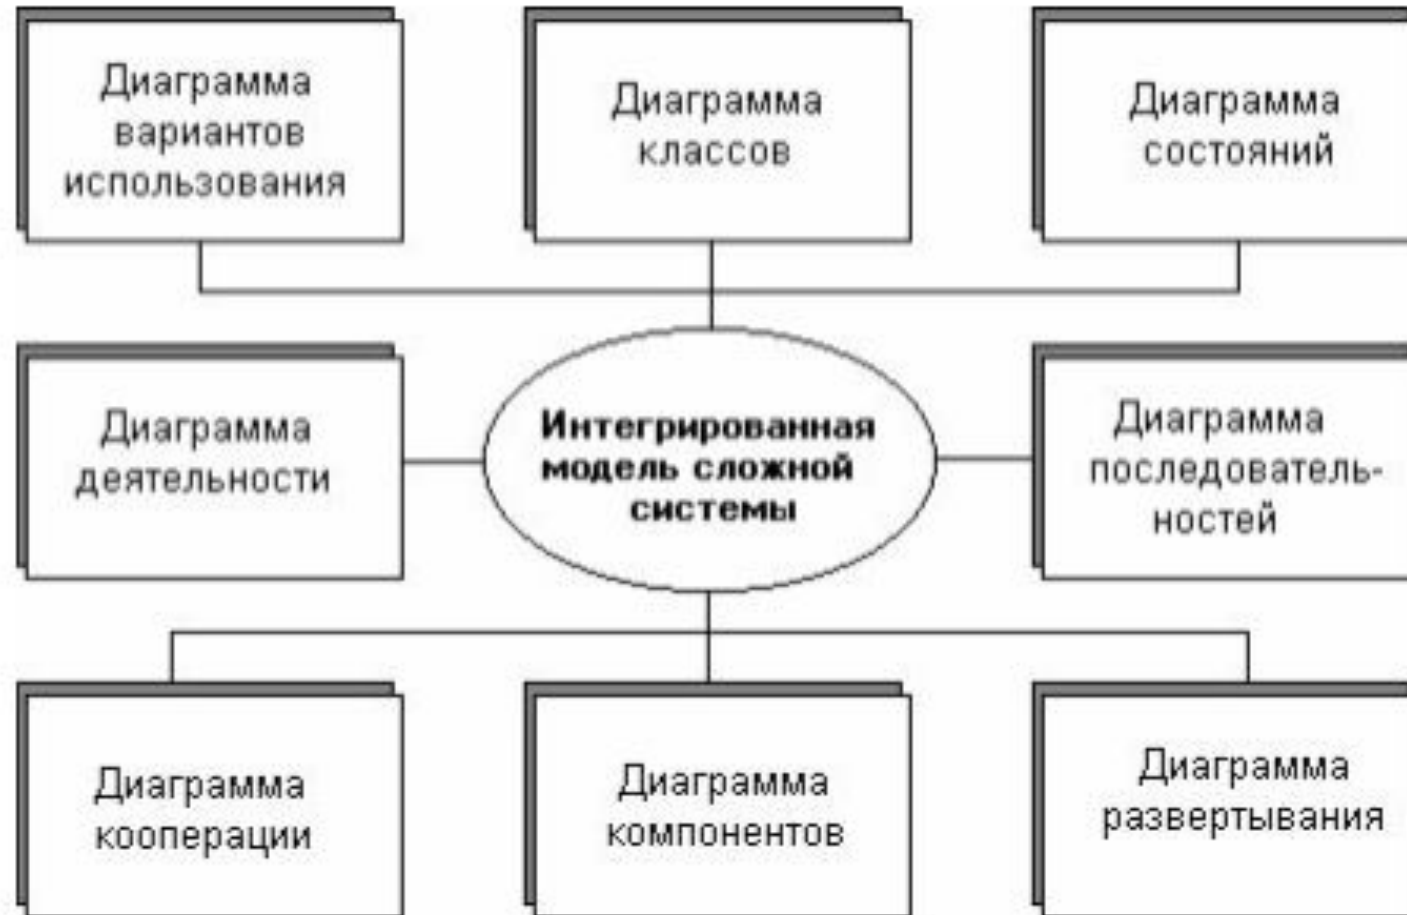 Диаграмма
вариантов
использования
Диаграмма
классов
Диаграмма
состояний
Диаграмма
деятельности
Интегрированная
модель сложной
системы
Диаграмма
последователь-
ностей
Диаграмма
кооперации
Диаграмма
компонентов
Диаграмма
развертывания